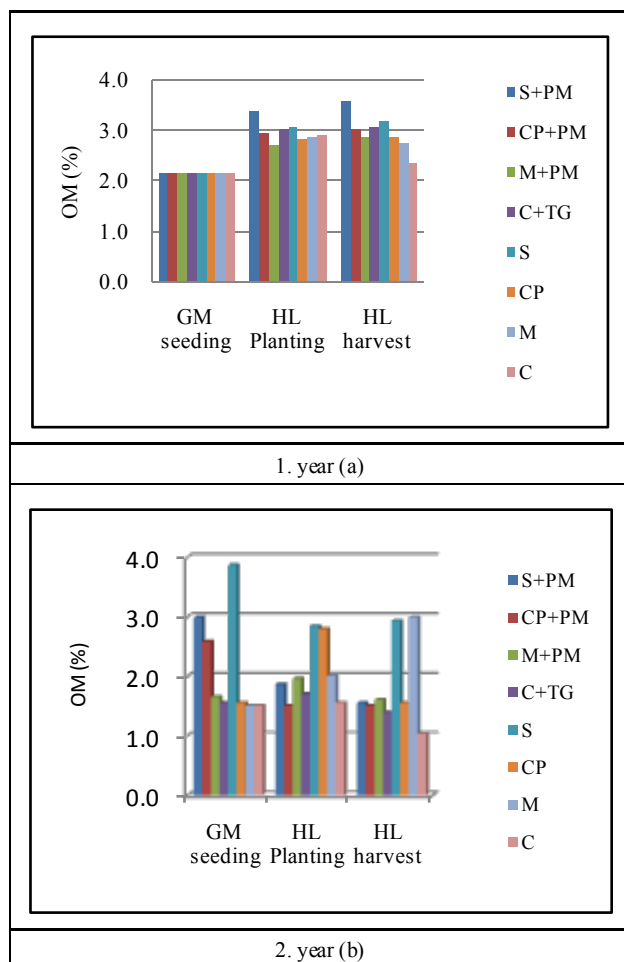 4.0
3.0
2.0
1.0
0.0
OM (%)
GM
seeding
HL
Planting
HL
harvest
S+PM
CP+PM
M+PM
C+TG
S
CP
M
C
1. year (a)
4.0
3.0
2.0
1.0
0.0
OM (%)
GM
seeding
HL
Planting
HL
harvest
S+PM
CP+PM
M+PM
C+TG
S
CP
M
C
2. year (b)